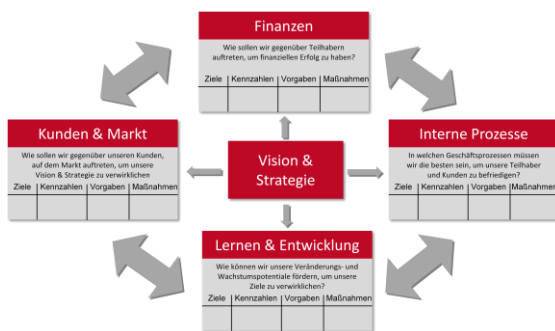 Finanzen
Wie sollen wir gegenüber Teilhabern
auftreten, um finanziellen Erfolg zu haben?
Ziele Kennzahlen Vorgaben Maßnahmen
Kunden & Markt
Wie sollen wir gegenüber unseren Kunden,
auf dem Markt auftreten, um unsere
Vision & Strategie zu verwirklichen
Ziele Kennzahlen Vorgaben Maßnahmen
Vision &
Strategie
Interne Prozesse
In welchen Geschäftsprozessen müssen
wir die besten sein, um unsere Teilhaber
und Kunden zu befriedigen?
Ziele Kennzahlen Vorgaben Maßnahmen
Lernen & Entwicklung
Wie können wir unsere Veränderungs- und
Wachstumspotentiale fördern, um unsere
Ziele zu verwirklichen?
Ziele Kennzahlen Vorgaben Maßnahmen